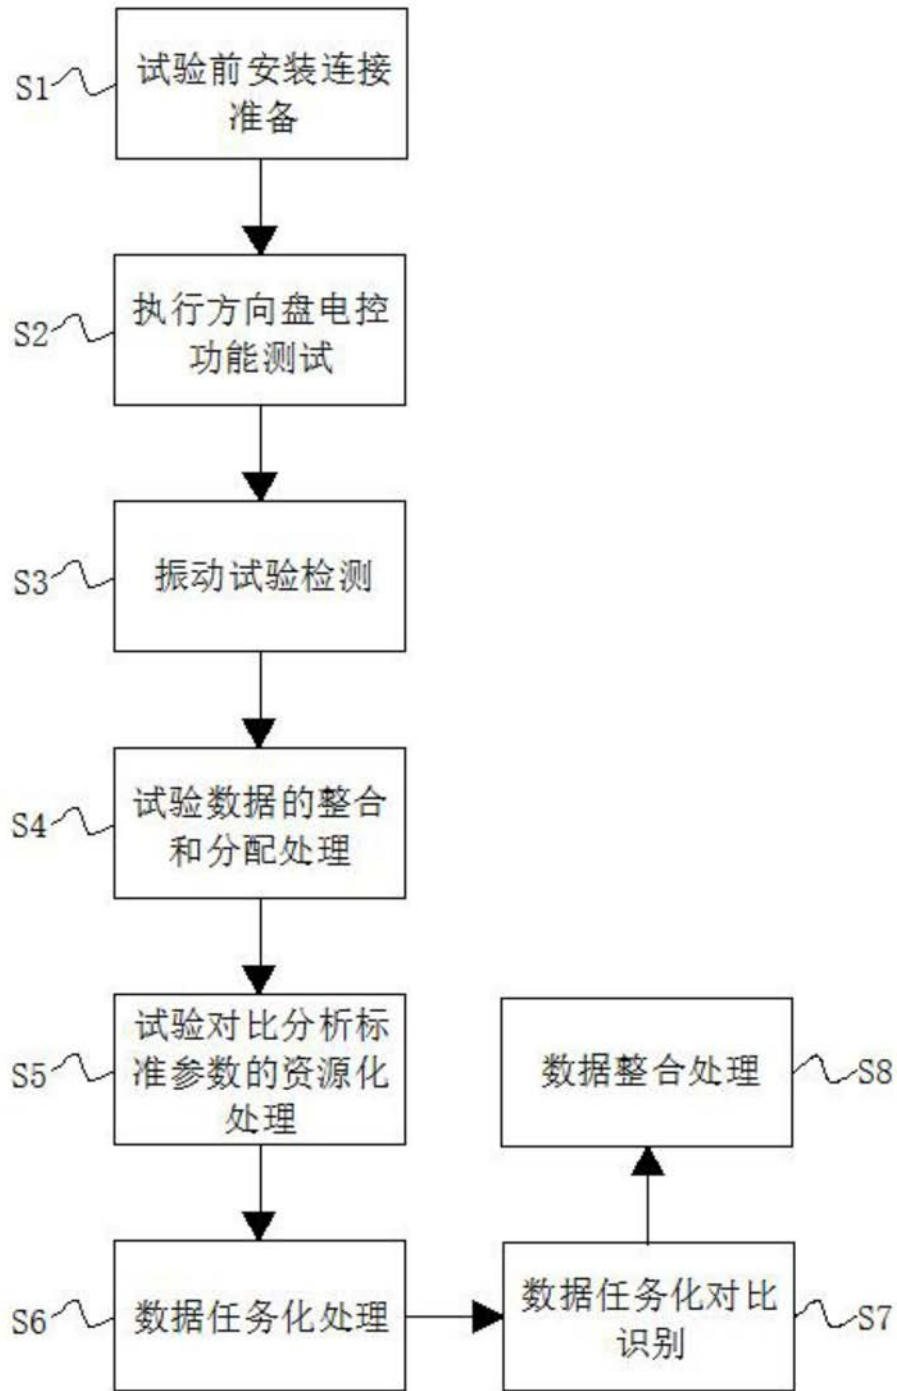 S1
试验前安装连接
准备
S2
执行方向盘电控
功能测试
S3
振动试验检测
S4
试验数据的整合
和分配处理
S5
试验对比分析标
准参数的资源化
处理
S6
数据任务化处理
数据任务化对比
识别
S7
数据整合处理
S8